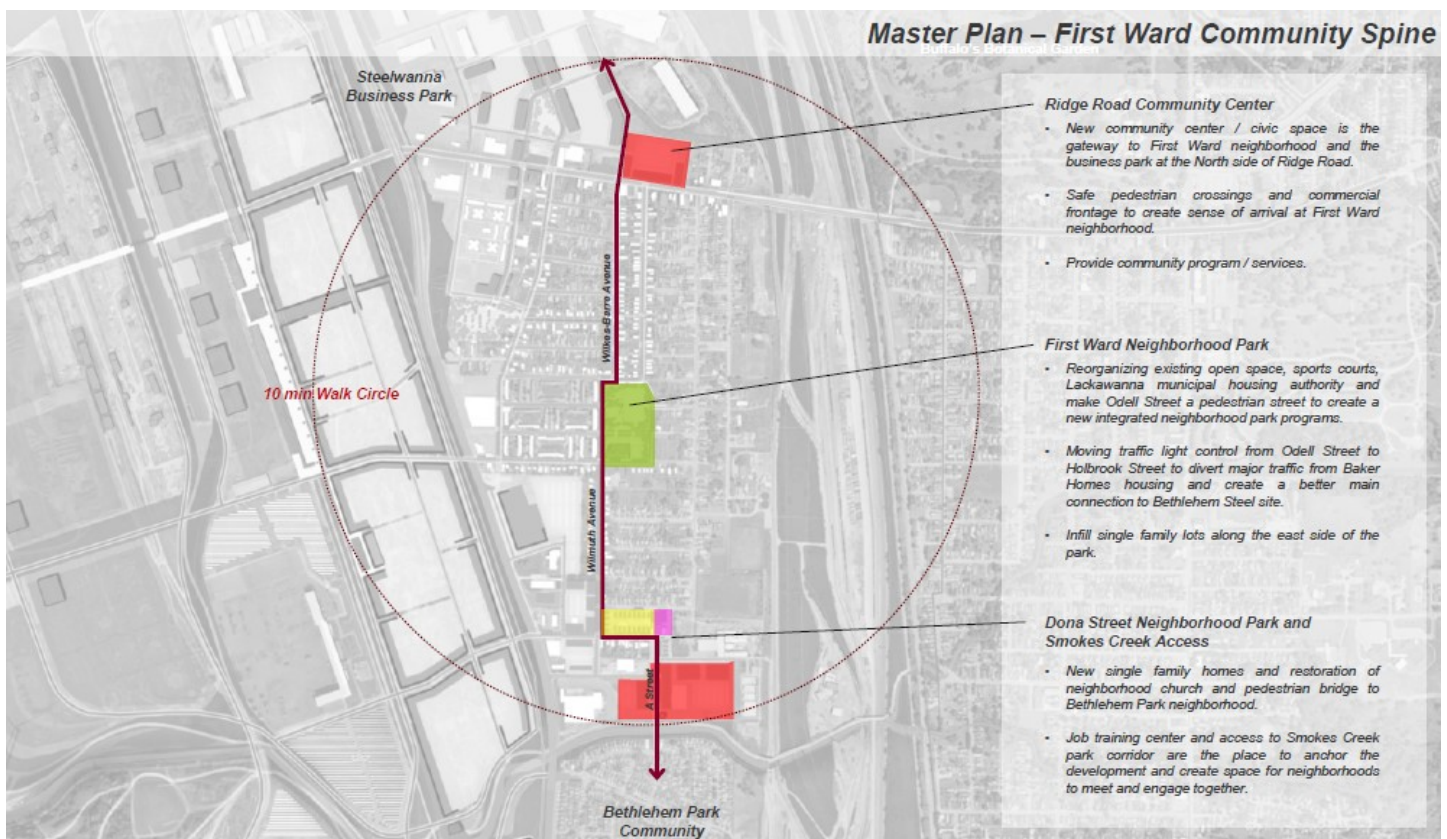 Master Plan – First Ward Community Spine
Buffalo's Botanical Garden
Steelwanna
Business Park
Ridge Road Community Center
• New community center / civic space is the
gateway to First Ward neighborhood and the
business park at the North side of Ridge Road.
• Safe pedestrian crossings and commercial
frontage to create sense of arrival at First Ward
neighborhood.
• Provide community program / services.
Wilkes-Barre Avenue
10 min Walk Circle
First Ward Neighborhood Park
• Reorganizing existing open space, sports courts,
Lackawanna municipal housing authority and
make Odell Street a pedestrian street to create a
new integrated neighborhood park programs.
• Moving traffic light control from Odell Street to
Holbrook Street to divert major traffic from Baker
Homes housing and create a better main
connection to Bethlehem Steel site.
• Infill single family lots along the east side of the
park.
Wilmuth Avenue
Dona Street Neighborhood Park and
Smokes Creek Access
• New single family homes and restoration of
neighborhood church and pedestrian bridge to
Bethlehem Park neighborhood.
• Job training center and access to Smokes Creek
park corridor are the place to anchor the
development and create space for neighborhoods
to meet and engage together.
A Street
Bethlehem Park
Community